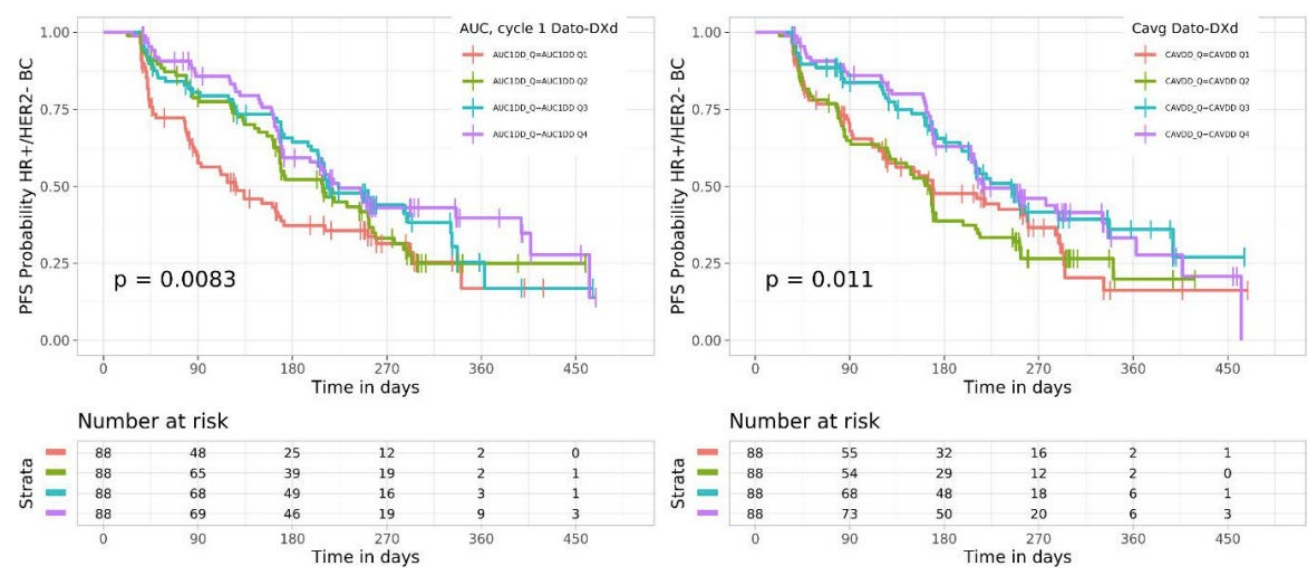 AUC, cycle 1 Dato-DXd
AUC1DD_Q=AUC1DD Q1
AUC1DD_Q=AUC1DD Q2
AUC1DD_Q=AUC1DD Q3
AUC1DD_Q=AUC1DD Q4
PFS Probability HR+/HER2- BC
1.00
0.75
0.50
0.25
0.00
p = 0.0083
0 90 180 270 360 450
Time in days
Number at risk
Strata
88 48 25 12 2 0
88 65 39 19 2 1
88 68 49 16 3 1
88 69 46 19 9 3
0 90 180 270 360 450
Time in days
Cavg Dato-DXd
CAVDD_Q=CAVDD Q1
CAVDD_Q=CAVDD Q2
CAVDD_Q=CAVDD Q3
CAVDD_Q=CAVDD Q4
PFS Probability HR+/HER2- BC
1.00
0.75
0.50
0.25
0.00
p = 0.011
0 90 180 270 360 450
Time in days
Number at risk
Strata
88 55 32 16 2 1
88 54 29 12 2 0
88 68 48 18 6 1
88 73 50 20 6 3
0 90 180 270 360 450
Time in days